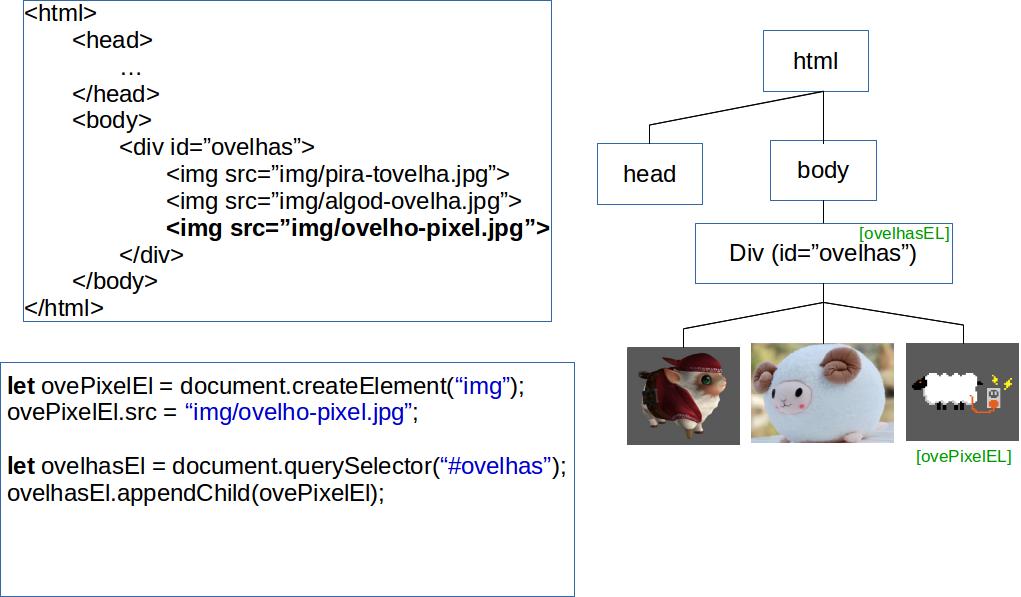 <html>
<head>
…
</head>
<body>
<div id=”ovelhas”>
<img src=”img/pira-tovelha.jpg”>
<img src=”img/algod-ovelha.jpg”>
<img src=”img/ovelho-pixel.jpg”>
</div>
</body>
</html>
let ovePixelEl = document.createElement(“img”);
ovePixelEl.src = “img/ovelho-pixel.jpg”;
let ovelhasEl = document.querySelector(“#ovelhas”);
ovelhasEl.appendChild(ovePixelEl);
html
head
body
[ovelhasEL]
Div (id=”ovelhas”)
[ovePixelEL]